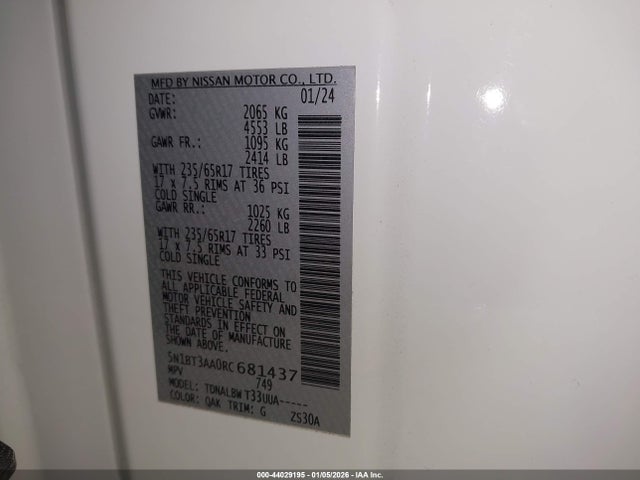 MFD BY NISSAN MOTOR CO., LTD.
DATE: 01/24
GVWR: 2065 KG
4553 LB
GAWR FR.: 1095 KG
2414 LB
WITH 235/65R17 TIRES
17 x 7.5 RIMS AT 36 PSI
COLD SINGLE
GAWR RR.: 1025 KG
2260 LB
WITH 235/65R17 TIRES
17 x 7.5 RIMS AT 33 PSI
COLD SINGLE
THIS VEHICLE CONFORMS TO
ALL APPLICABLE FEDERAL
MOTOR VEHICLE SAFETY AND
THEFT PREVENTION
STANDARDS IN EFFECT ON
THE DATE OF MANUFACTURE
SHOWN ABOVE.
5N1BT3AA0RC681437
MPV 749
MODEL: TDNALBW T33UUA-----
COLOR: QAK TRIM: G ZS30A
000-44029195 - 01/05/2026 - IAA Inc.